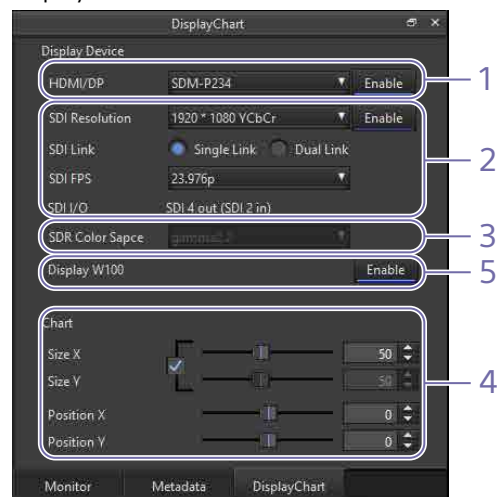 DisplayChart
Display Device
HDMI/DP SDM-P234 Enable 1
SDI Resolution 1920 * 1080 YCbCr Enable
SDI Link Single Link Dual Link 2
SDI FPS 23.976p
SDI I/O SDI 4 out (SDI 2 in)
SDR Color Sapce 3
Display W100 Enable 5
Chart
Size X 50
Size Y 50 4
Position X 0
Position Y 0
Monitor Metadata DisplayChart